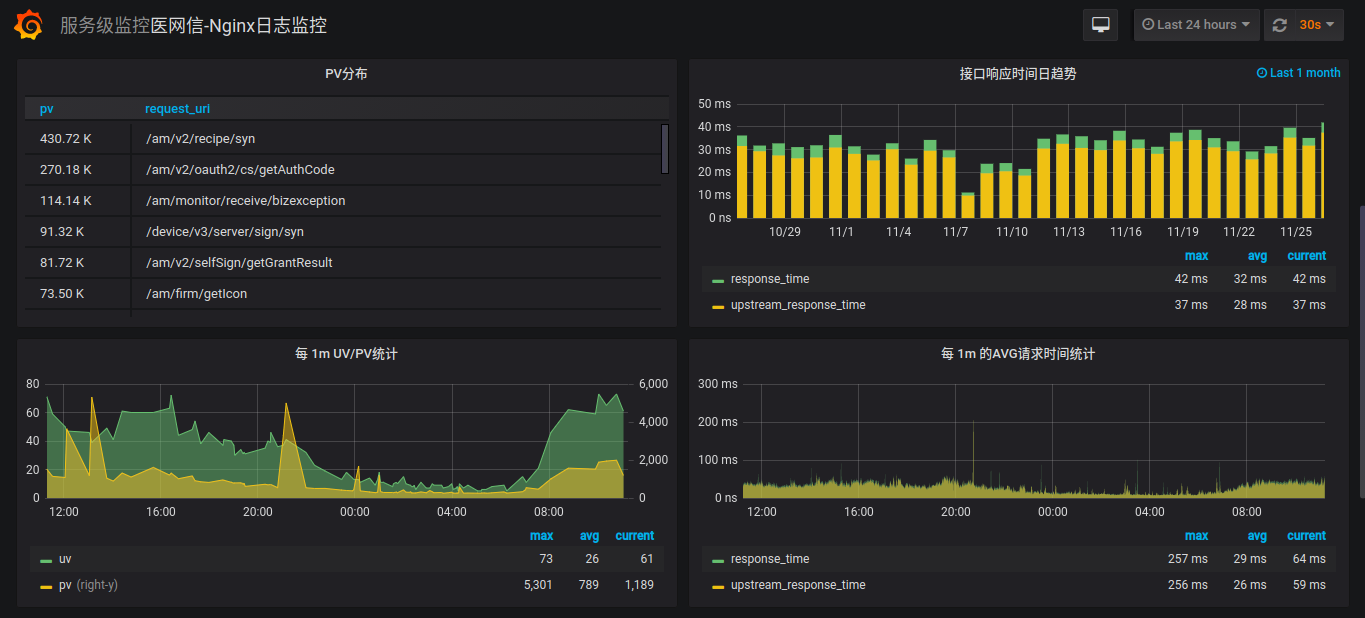 服务级监控医网信-Nginx日志监控
Last 24 hours
30s
PV分布
pv request_uri
430.72 K /am/v2/recipe/syn
270.18 K /am/v2/oauth2/cs/getAuthCode
114.14 K /am/monitor/receive/bizexception
91.32 K /device/v3/server/sign/syn
81.72 K /am/v2/selfSign/getGrantResult
73.50 K /am/firm/getIcon
接口响应时间日趋势
Last 1 month
50 ms
40 ms
30 ms
20 ms
10 ms
0 ns
10/29 11/1 11/4 11/7 11/10 11/13 11/16 11/19 11/22 11/25
max avg current
response_time 42 ms 32 ms 42 ms
upstream_response_time 37 ms 28 ms 37 ms
每 1m UV/PV统计
80 6,000
60
4,000
40
2,000
20
0 0
12:00 16:00 20:00 00:00 04:00 08:00
max avg current
uv 73 26 61
pv (right-y) 5,301 789 1,189
每 1m 的AVG请求时间统计
300 ms
200 ms
100 ms
0 ns
12:00 16:00 20:00 00:00 04:00 08:00
max avg current
response_time 257 ms 29 ms 64 ms
upstream_response_time 256 ms 26 ms 59 ms